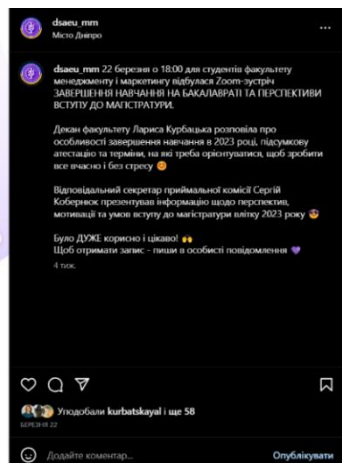 dsaeu_mm
Місто Дніпро
dsaeu_mm 22 березня о 18:00 для студентів факультету
менеджменту і маркетингу відбулася Zoom-зустріч
ЗАВЕРШЕННЯ НАВЧАННЯ НА БАКАЛАВРАТІ ТА ПЕРСПЕКТИВИ
ВСТУПУ ДО МАГІСТРАТУРИ.
Декан факультету Лариса Курбацька розповіла про
особливості завершення навчання в 2023 році, підсумкову
атестацію та терміни, на які треба орієнтуватися, щоб зробити
все вчасно і без стресу 😊
Відповідальний секретар приймальної комісії Сергій
Кобернюк презентував інформацію щодо перспектив,
мотивації та умов вступу до магістратури влітку 2023 року 😍
Було ДУЖЕ корисно і цікаво! 🙌
Щоб отримати запис - пиши в особисті повідомлення 💜
4 тиж.
Уподобали kurbatskayal і ще 58
БЕРЕЗНЯ 22
Додайте коментар...
Опублікувати